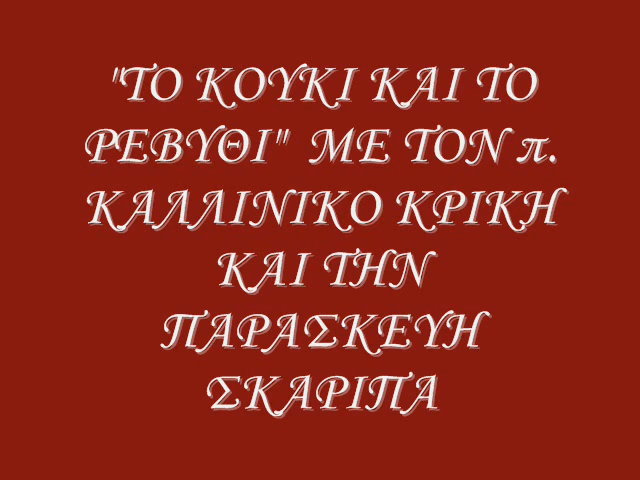 "ΤΟ ΚΟΥΚΙ ΚΑΙ ΤΟ
ΡΕΒΥΘΙ" ΜΕ ΤΟΝ π.
ΚΑΛΛΙΝΙΚΟ ΚΡΙΚΗ
ΚΑΙ ΤΗΝ
ΠΑΡΑΣΚΕΥΗ
ΣΚΑΡΙΠΑ